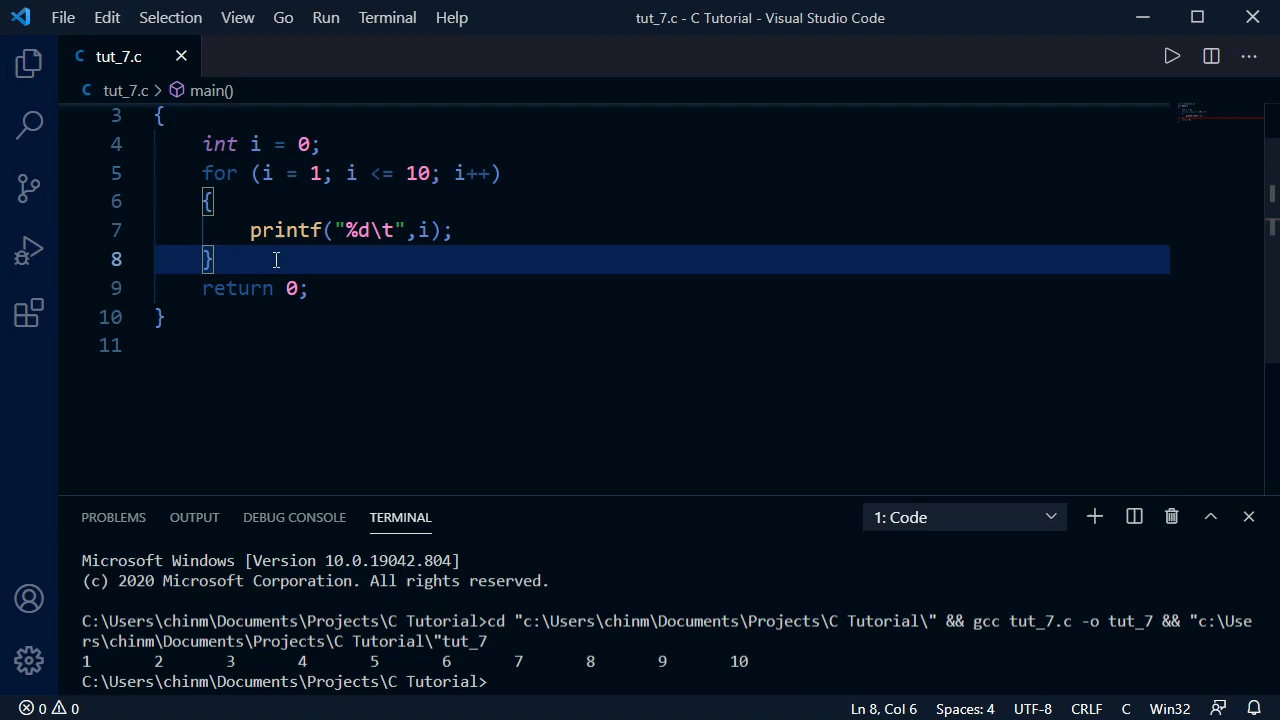 File Edit Selection View Go Run Terminal Help tut_7.c - C Tutorial - Visual Studio Code
C tut_7.c
C tut_7.c > main()
3 {
4 int i = 0;
5 for (i = 1; i <= 10; i++)
6 {
7 printf("%d\t",i);
8 }
9 return 0;
10 }
11
PROBLEMS OUTPUT DEBUG CONSOLE TERMINAL 1: Code
Microsoft Windows [Version 10.0.19042.804]
(c) 2020 Microsoft Corporation. All rights reserved.
C:\Users\chinm\Documents\Projects\C Tutorial>cd "c:\Users\chinm\Documents\Projects\C Tutorial\" && gcc tut_7.c -o tut_7 && "c:\Use
rs\chinm\Documents\Projects\C Tutorial\"tut_7
1 2 3 4 5 6 7 8 9 10
C:\Users\chinm\Documents\Projects\C Tutorial>
0 0 Ln 8, Col 6 Spaces: 4 UTF-8 CRLF C Win32